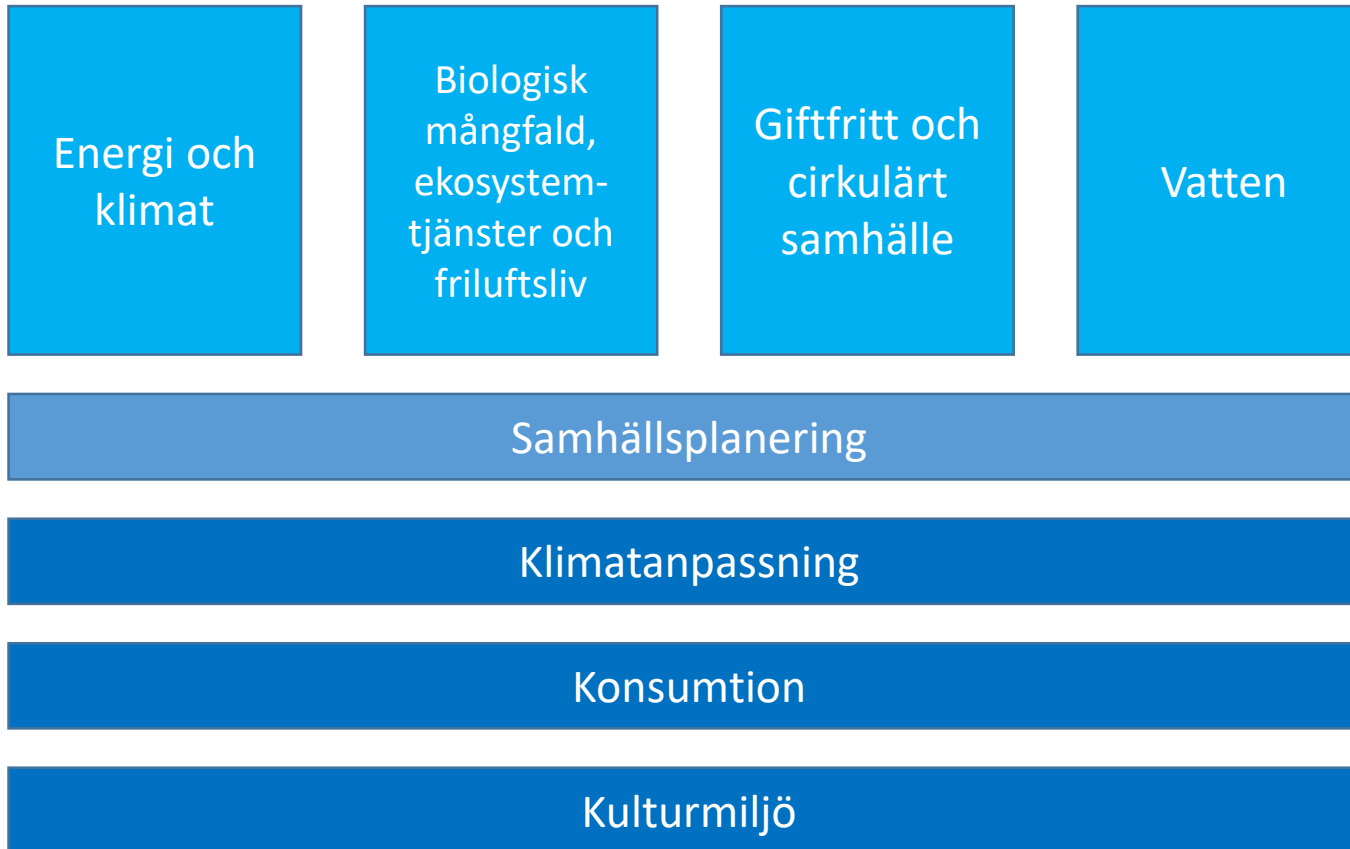 Energi och
klimat
Biologisk
mångfald,
ekosystem-
tjänster och
friluftsliv
Giftfritt och
cirkulärt
samhälle
Vatten
Samhällsplanering
Klimatanpassning
Konsumtion
Kulturmiljö